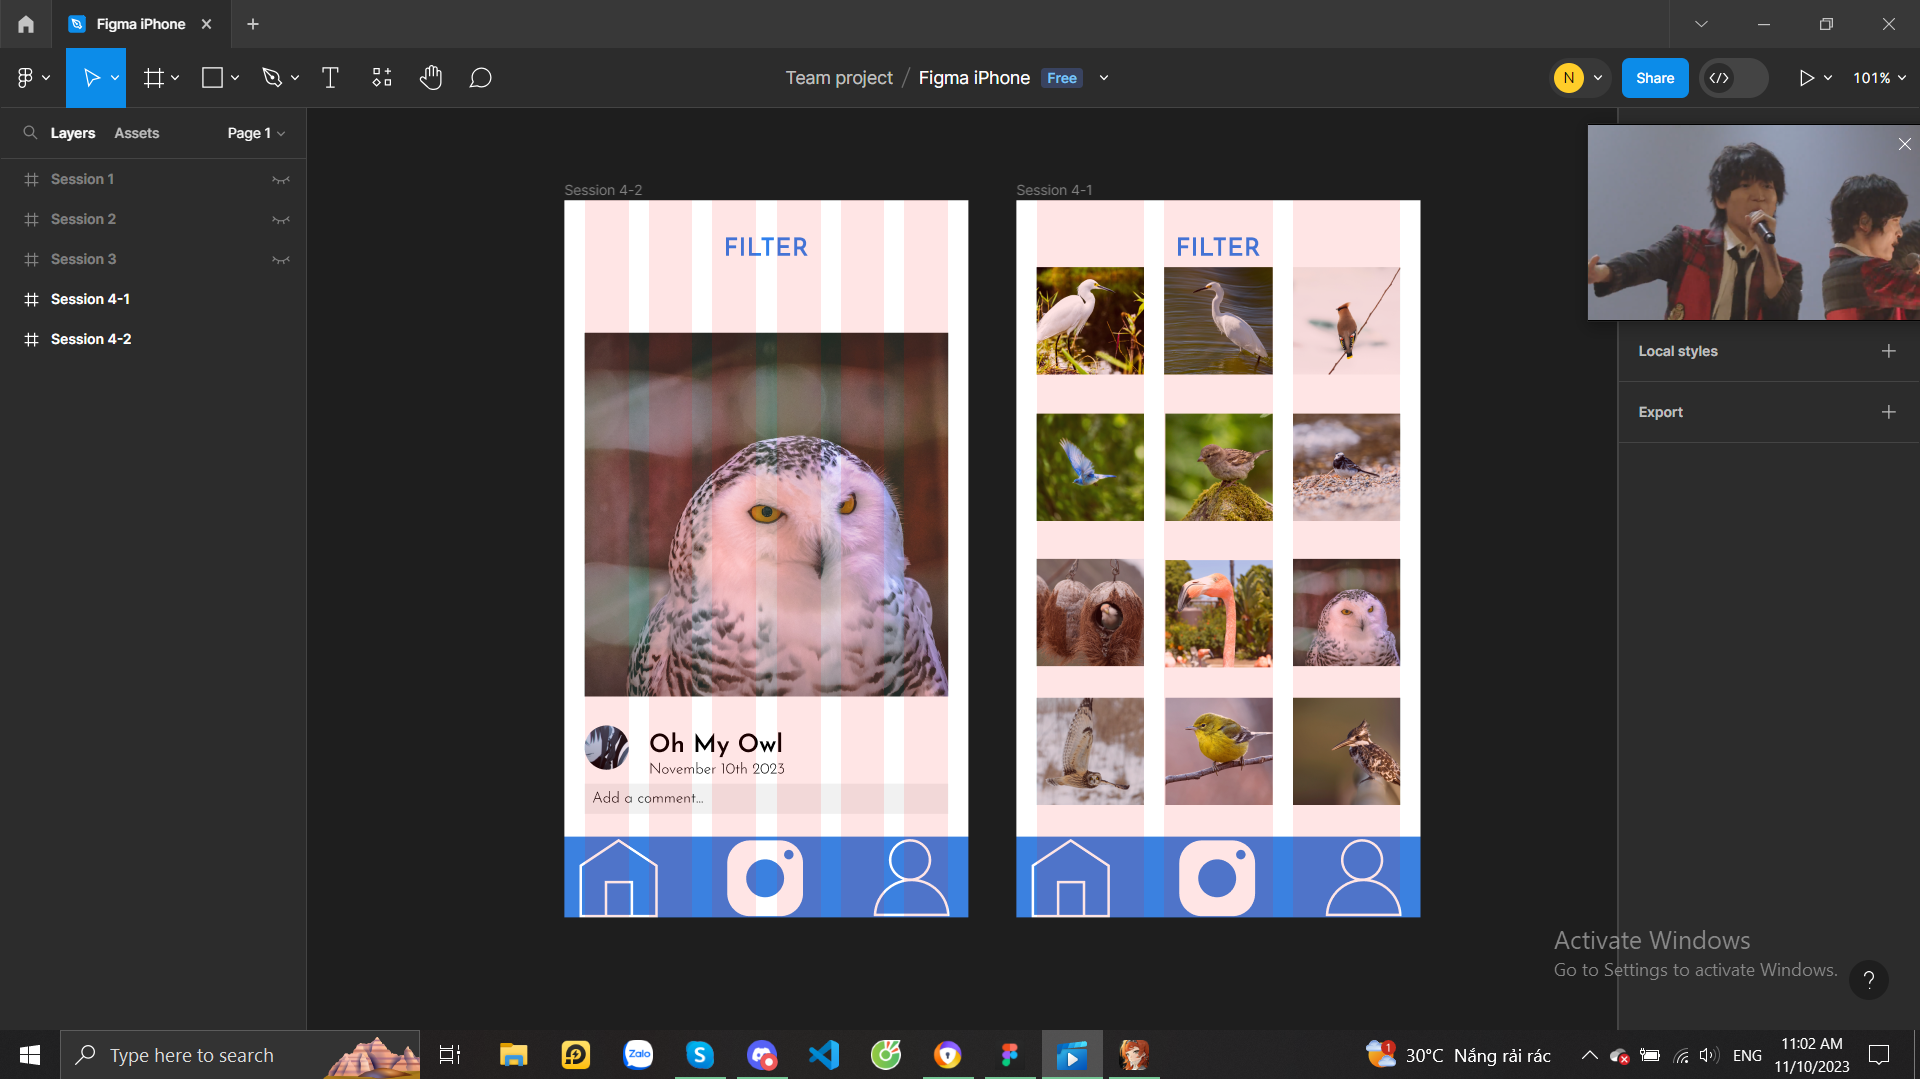 Figma iPhone
Team project / Figma iPhone Free
N
Share
101%
Layers Assets Page 1
Session 1
Session 2
Session 3
Session 4-1
Session 4-2
Session 4-2
FILTER
Oh My Owl
November 10th 2023
Add a comment...
Session 4-1
FILTER
Local styles
Export
Activate Windows
Go to Settings to activate Windows.
?
Type here to search
Zalo
1
30°C Nắng rải rác
ENG
11:02 AM
11/10/2023